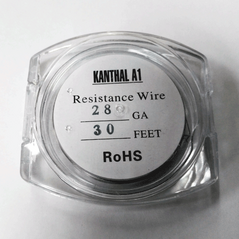 KANTHAL A1
Resistance Wire
28 GA
30 FEET
RoHS